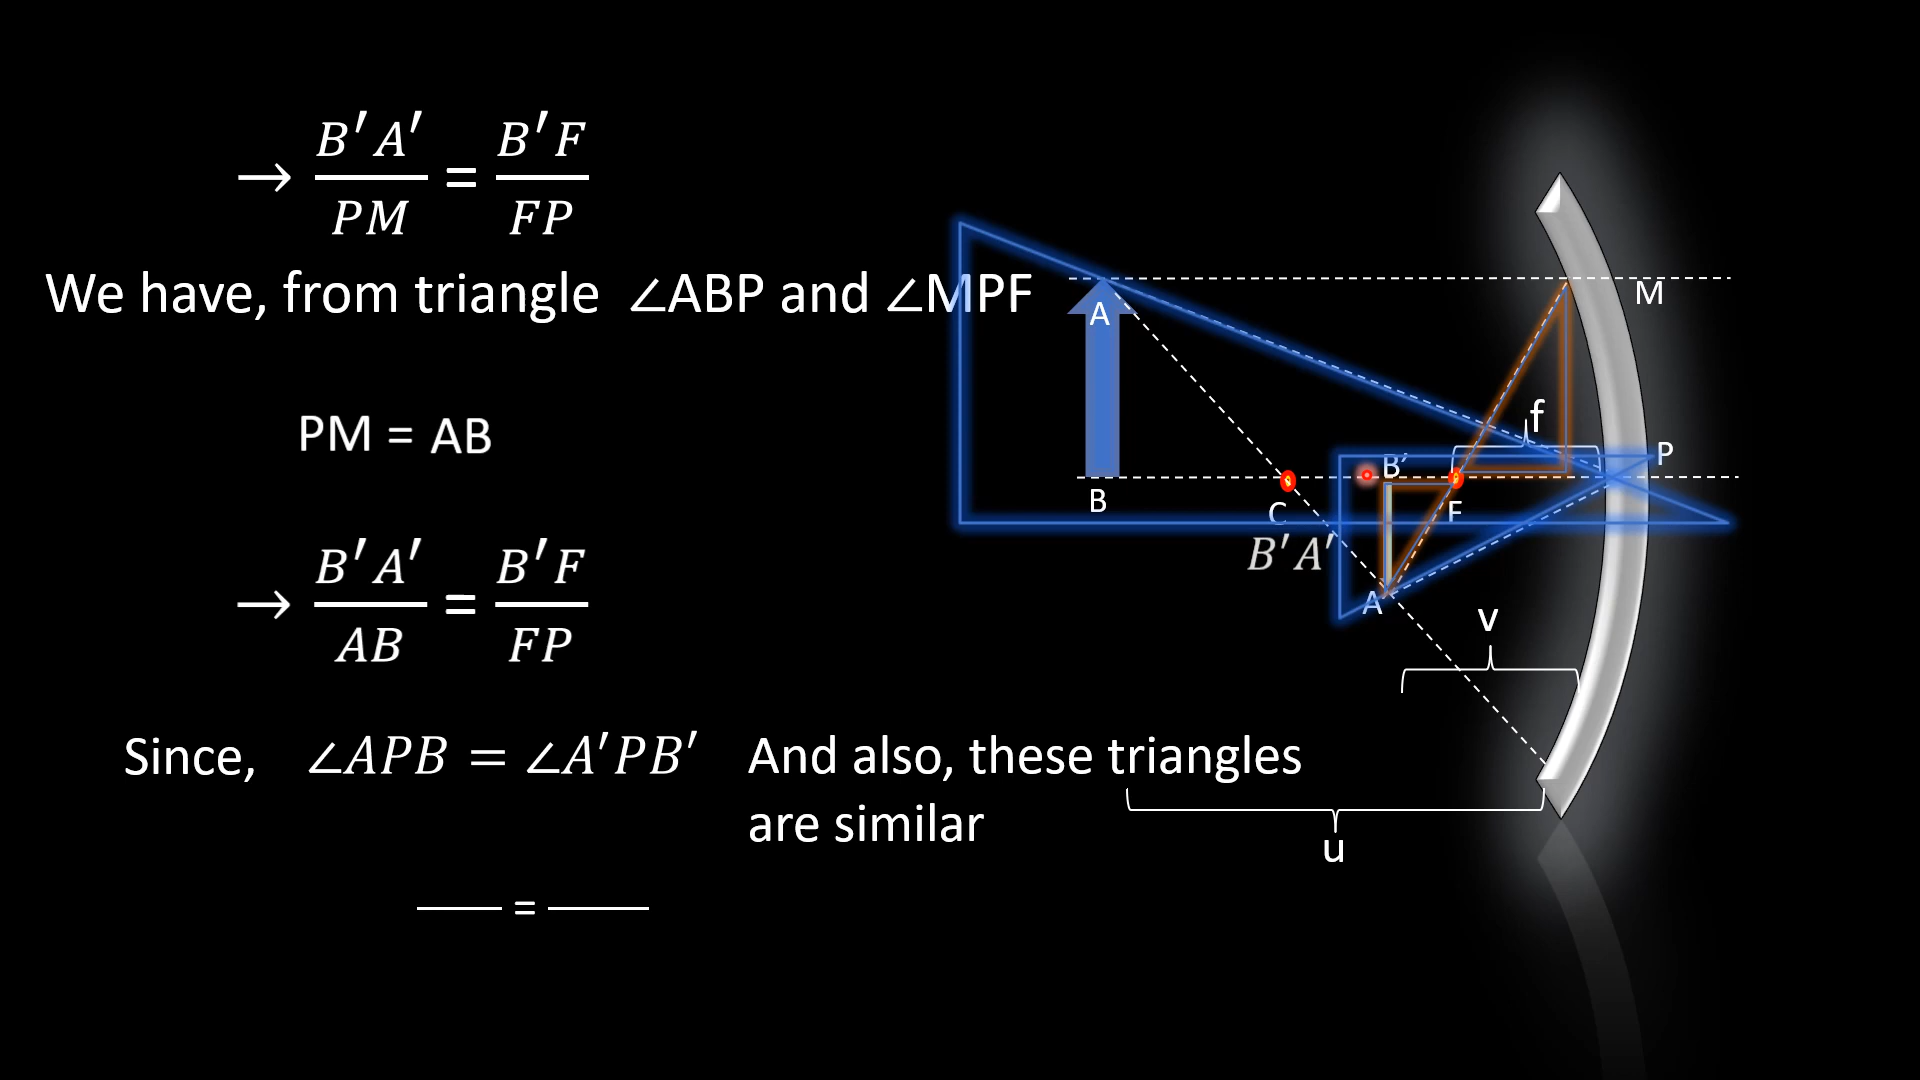 → B′A′/PM = B′F/FP
We have, from triangle ∠ABP and ∠MPF
PM = AB
→ B′A′/AB = B′F/FP
Since, ∠APB = ∠A′PB′ And also, these triangles
are similar
=
A
M
f
B′
P
B
C
F
B′A′
A
v
u